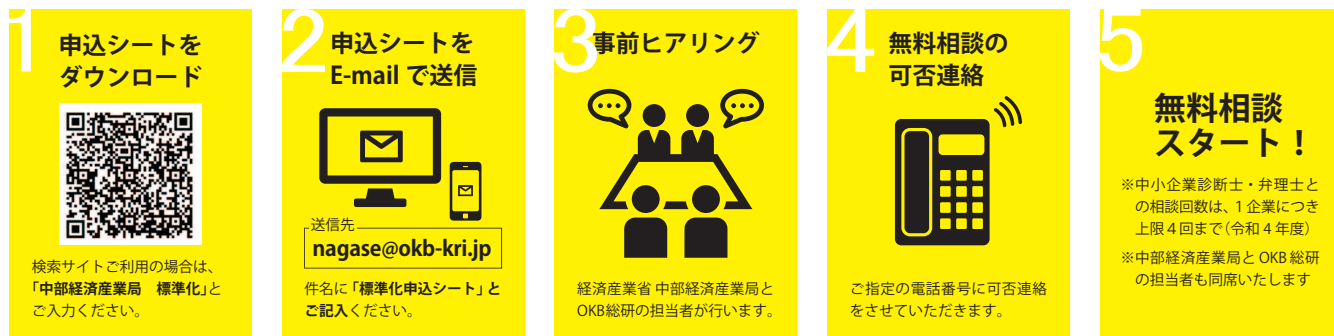 1
申込シートを
ダウンロード
検索サイトご利用の場合は、
「中部経済産業局　標準化」と
ご入力ください。
2
申込シートを
E-mail で送信
送信先
nagase@okb-kri.jp
件名に「標準化申込シート」と
ご記入ください。
3
事前ヒアリング
経済産業省 中部経済産業局と
OKB総研の担当者が行います。
4
無料相談の
可否連絡
ご指定の電話番号に可否連絡
をさせていただきます。
5
無料相談
スタート！
※中小企業診断士・弁理士と
の相談回数は、1 企業につき
上限４回まで（令和４年度）
※中部経済産業局と OKB 総研
の担当者も同席いたします